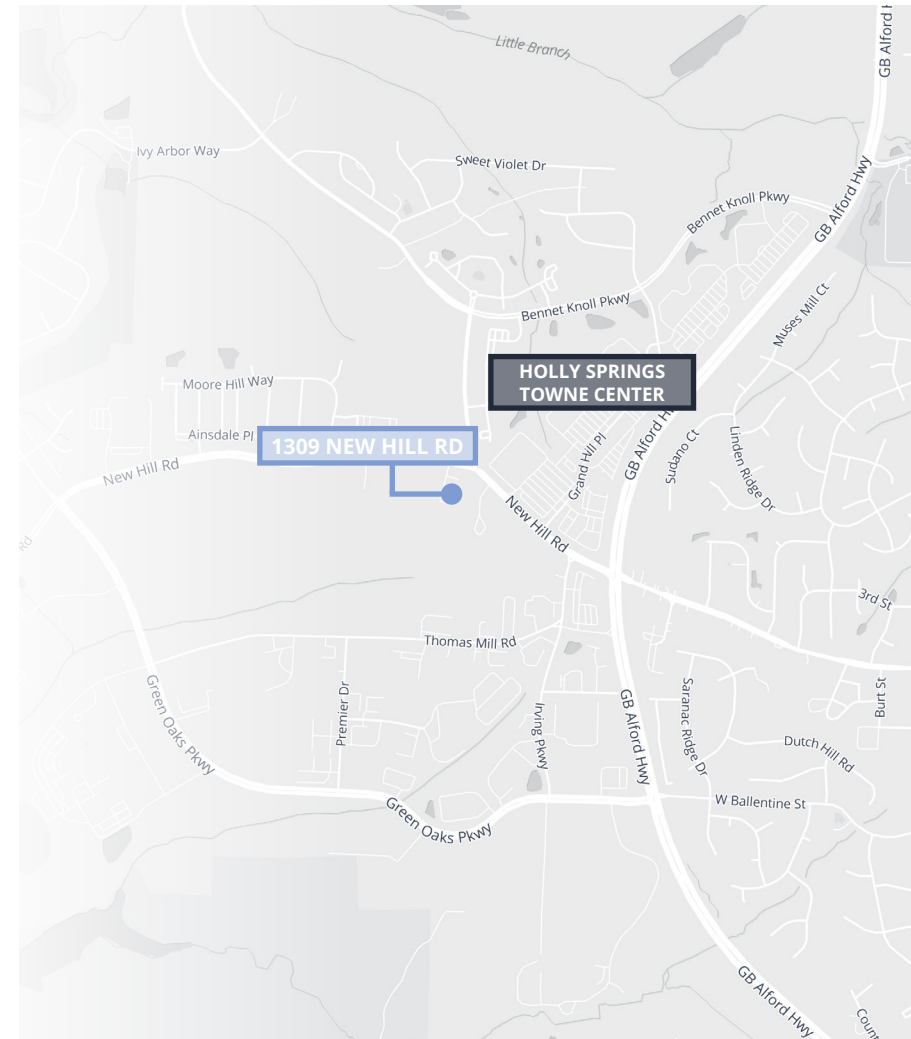 GB Alford H
Little Branch
Ivy Arbor Way
Sweet Violet Dr
Bennet Knoll Pkwy
GB Alford Hwy
Bennet Knoll Pkwy
Muses Mill Ct
HOLLY SPRINGS
TOWNE CENTER
Moore Hill Way
Ainsdale Pl
1309 NEW HILL RD
New Hill Rd
Grand Hill Pl
GB Alford H
Sudano Ct
Linden Ridge Dr
New Hill Rd
Rd
3rd St
Thomas Mill Rd
Green Oaks Pkwy
Premier Dr
Irving Pkwy
GB Alford Hwy
Saranac Ridge Dr
Burt St
Dutch Hill Rd
Green Oaks Pkwy
W Ballentine St
GB Alford Hwy
Count